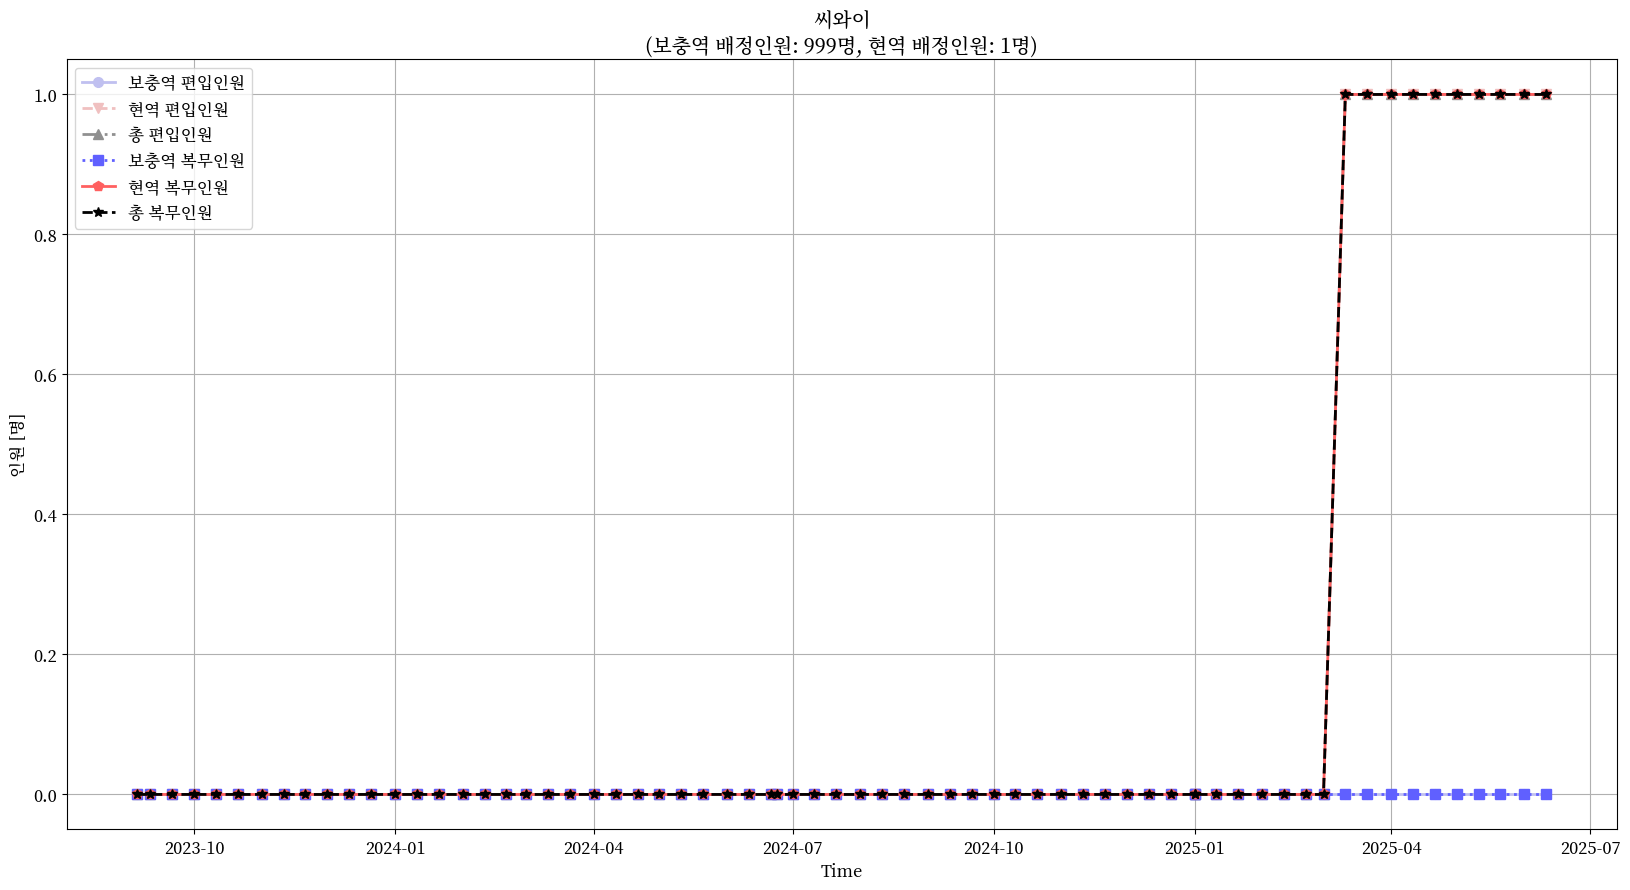 씨와이
(보충역 배정인원: 999명, 현역 배정인원: 1명)
보충역 편입인원
현역 편입인원
총 편입인원
보충역 복무인원
현역 복무인원
총 복무인원
1.0
0.8
0.6
0.4
0.2
0.0
인원 [명]
2023-10
2024-01
2024-04
2024-07
2024-10
2025-01
2025-04
2025-07
Time